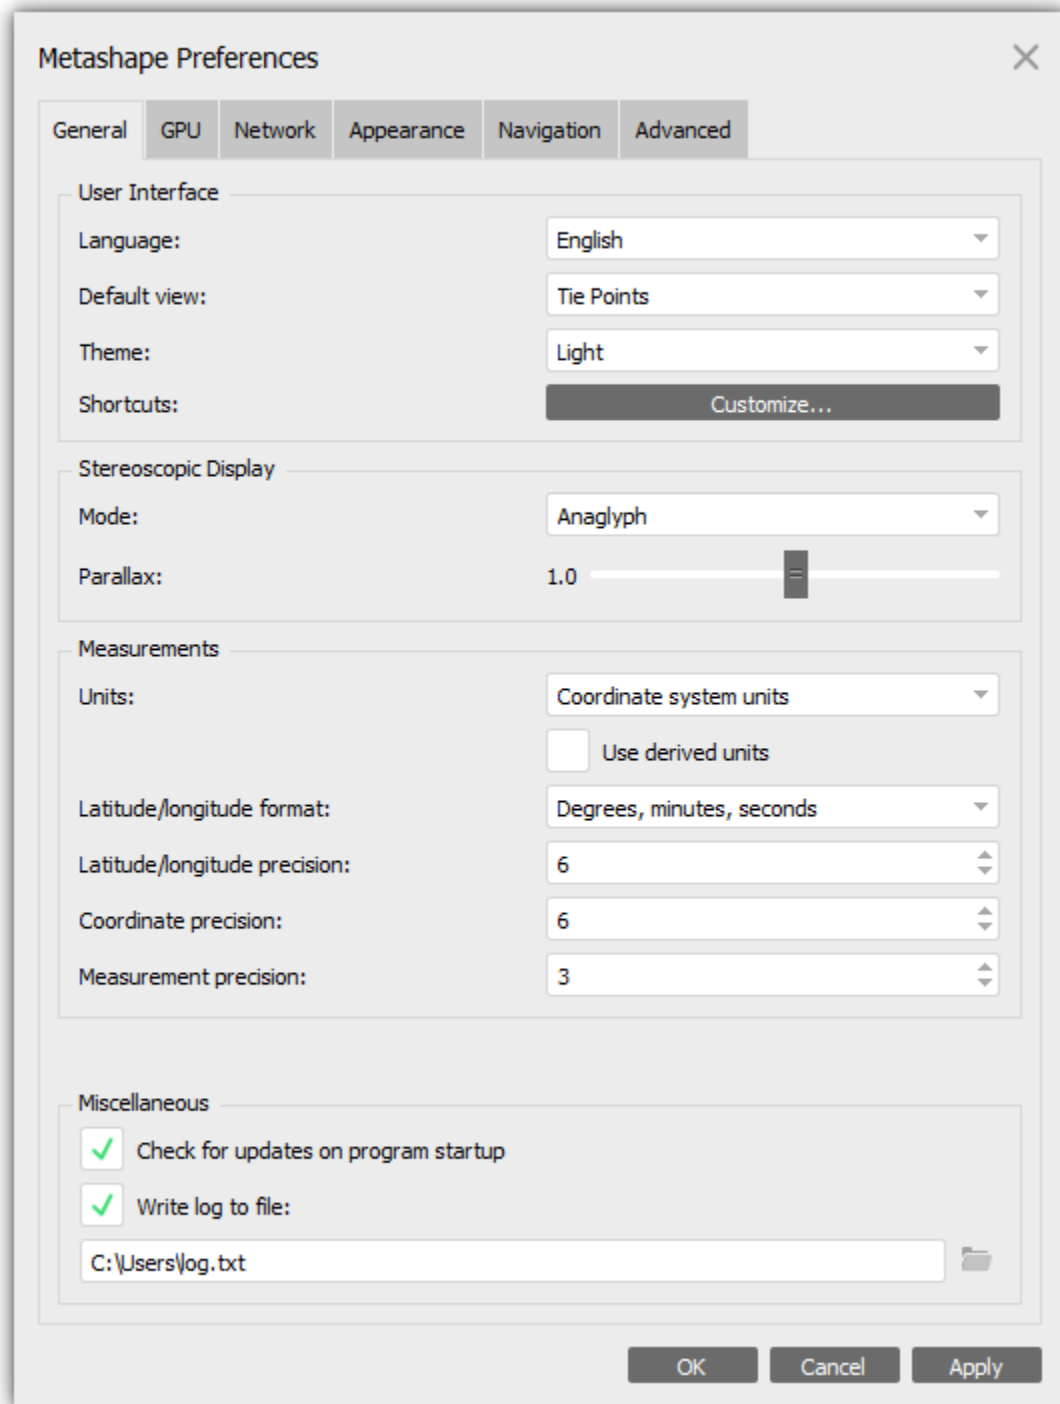 Metashape Preferences
General GPU Network Appearance Navigation Advanced
User Interface
Language: English
Default view: Tie Points
Theme: Light
Shortcuts: Customize...
Stereoscopic Display
Mode: Anaglyph
Parallax: 1.0
Measurements
Units: Coordinate system units
Use derived units
Latitude/longitude format: Degrees, minutes, seconds
Latitude/longitude precision: 6
Coordinate precision: 6
Measurement precision: 3
Miscellaneous
Check for updates on program startup
Write log to file:
C:\Users\log.txt
OK Cancel Apply